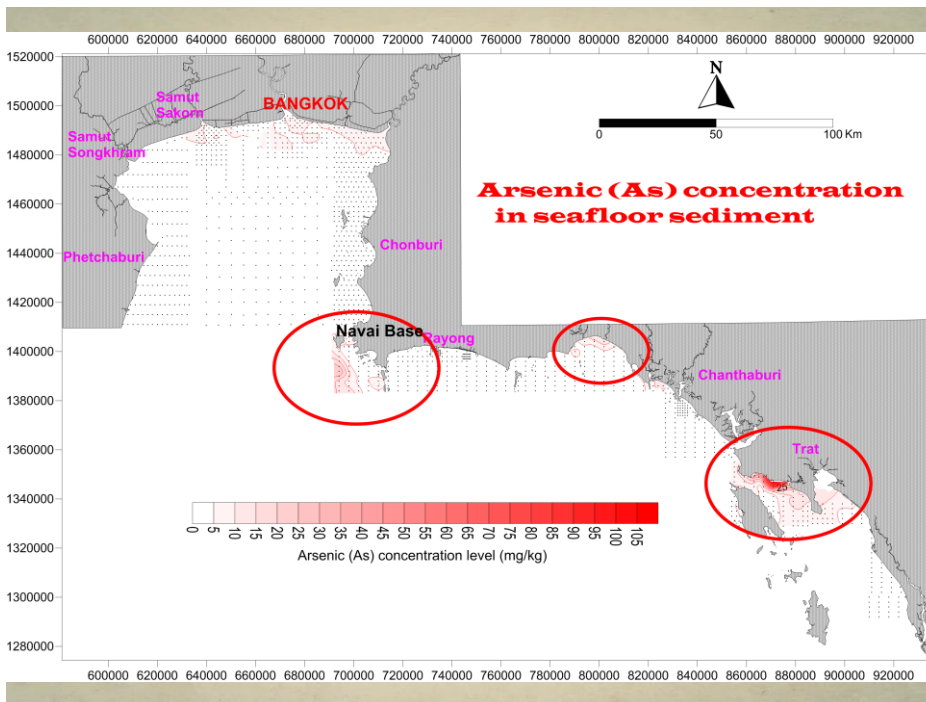 600000 620000 640000 660000 680000 700000 720000 740000 760000 780000 800000 820000 840000 860000 880000 900000 920000
1520000
1500000
1480000
1460000
1440000
1420000
1400000
1380000
1360000
1340000
1320000
1300000
1280000
Samut
Sakorn
BANGKOK
Samut
Songkhram
N
0 50 100 Km
Arsenic (As) concentration
in seafloor sediment
Phetchaburi
Chonburi
Navai Base
Rayong
Chanthaburi
Trat
25
0 5 10 15 20 25 30 35 40 45 50 55 60 65 70 75 80 85 90 95 100 105
Arsenic (As) concentration level (mg/kg)
600000 620000 640000 660000 680000 700000 720000 740000 760000 780000 800000 820000 840000 860000 880000 900000 920000